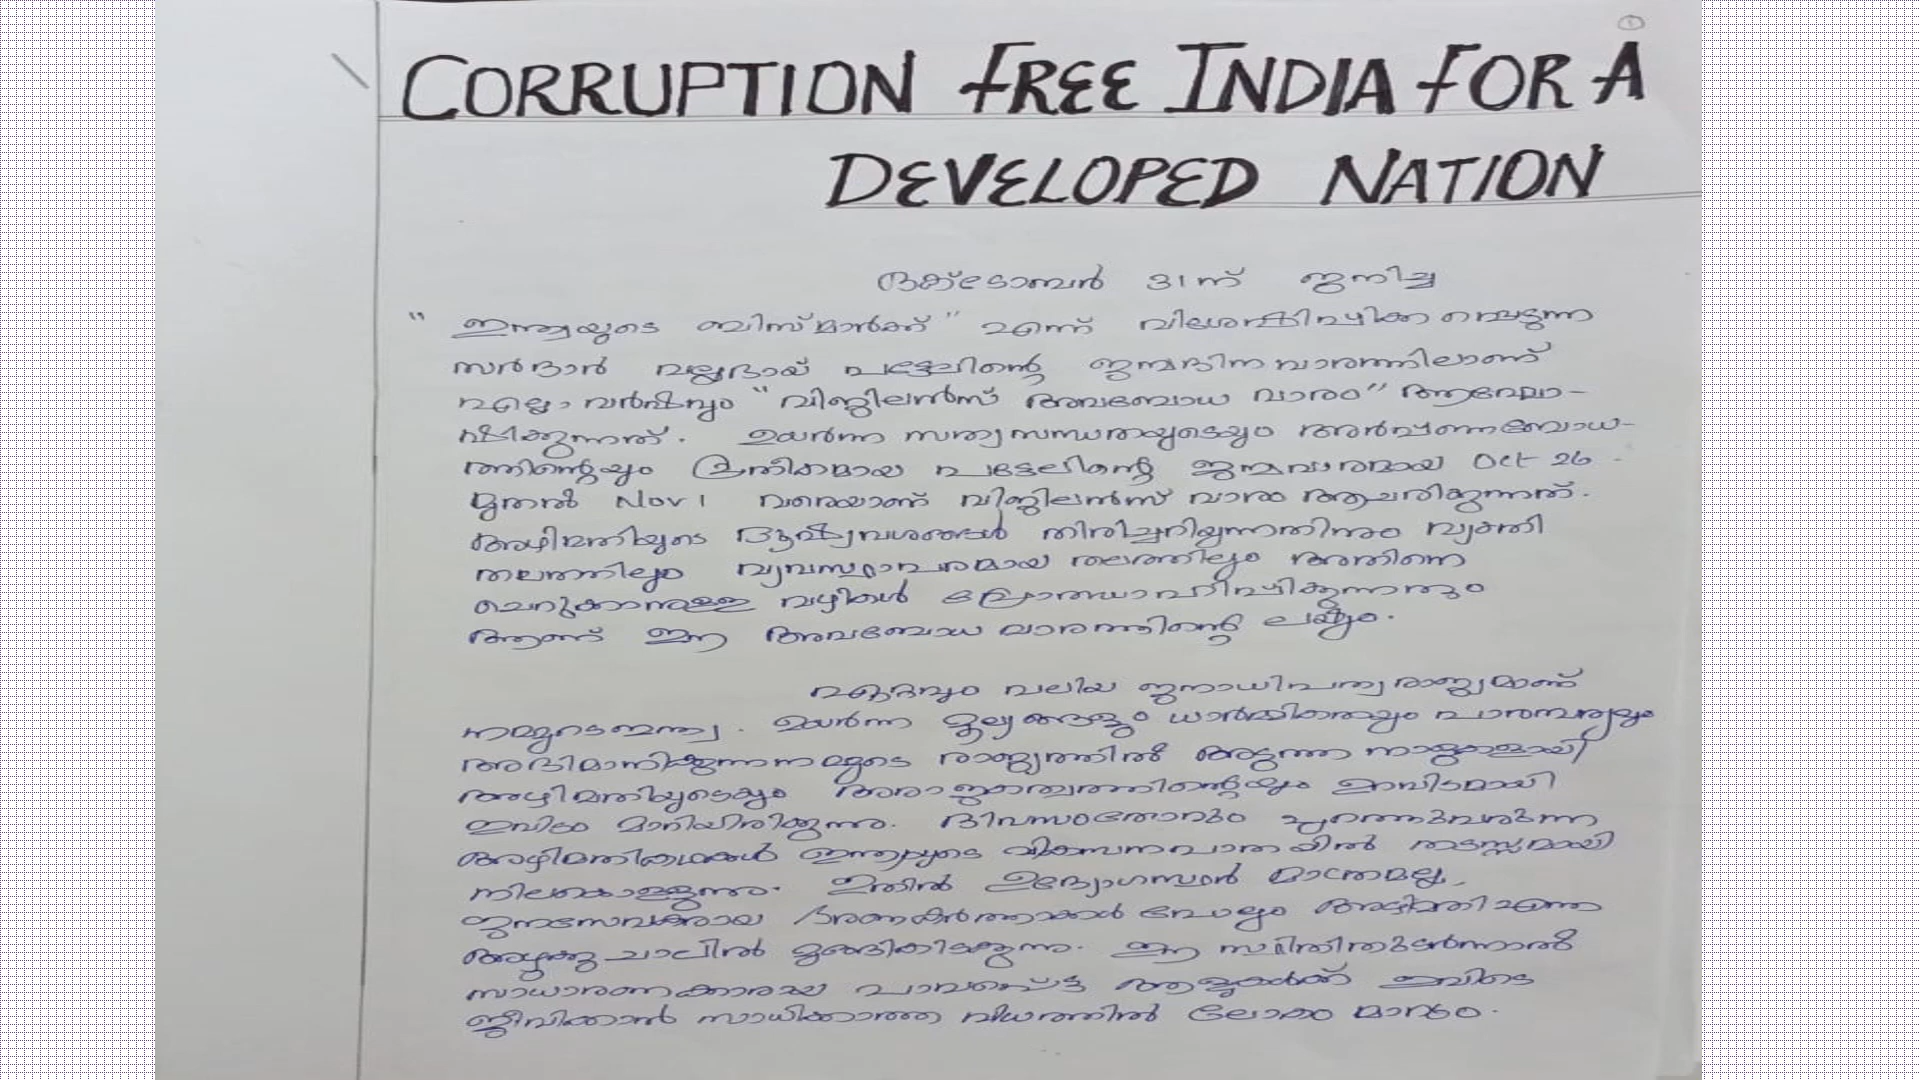 CORRUPTION FREE INDIA FOR A
DEVELOPED NATION
ഒക്ടോബർ 31ന് ജനിച്ച
"ഇന്ത്യയുടെ ബിസ്മാർക്ക്" എന്ന് വിശേഷിപ്പിക്കപ്പെടുന്ന
സർദാർ വല്ലഭായ് പട്ടേലിന്റെ ജന്മദിന വാരത്തിലാണ്
എല്ലാ വർഷവും "വിജിലൻസ് അവബോധ വാരം" ആഘോ-
ഷിക്കുന്നത്. ഉയർന്ന സത്യസന്ധതയുടെയും അർപ്പണബോധ-
ത്തിന്റെയും പ്രതീകമായ പട്ടേലിന്റെ ജന്മവാരമായ Oct 26
മുതൽ Nov 1 വരെയാണ് വിജിലൻസ് വാരം ആചരിക്കുന്നത്.
അഴിമതിയുടെ ദൂഷ്യവശങ്ങൾ തിരിച്ചറിയുന്നതിനും വ്യക്തി
തലത്തിലും വ്യവസ്ഥാപരമായ തലത്തിലും അതിനെ
ചെറുക്കാനുള്ള വഴികൾ പ്രോത്സാഹിപ്പിക്കുന്നതും
ആണ് ഈ അവബോധ വാരത്തിന്റെ ലക്ഷ്യം.
ഏറ്റവും വലിയ ജനാധിപത്യ രാജ്യമാണ്
നമ്മുടെ ഇന്ത്യ. ഉയർന്ന മൂല്യങ്ങളും ധാർമ്മികതയും പാരമ്പര്യവും
അഭിമാനിക്കുന്ന നമ്മുടെ രാജ്യത്തിൽ അടുത്ത നാളുകളായി
അഴിമതിയുടെയും അരാജകത്വത്തിന്റെയും ഇടമായി
ഇവിടം മാറിയിരിക്കുന്നു. ദിവസംതോറും പുറത്തുവരുന്ന
അഴിമതികഥകൾ ഇന്ത്യയുടെ വികസനപാതയിൽ തടസ്സമായി
നിലകൊള്ളുന്നു. ഇതിൽ ഉദ്യോഗസ്ഥർ മാത്രമല്ല,
ജനസേവകരായ ഭരണകർത്താക്കൾ പോലും അഴിമതി എന്ന
അഴുക്കു ചാലിൽ മുങ്ങികിടക്കുന്നു. ഈ സ്ഥിതി തുടർന്നാൽ
സാധാരണക്കാരായ പാവപ്പെട്ട ആളുകൾക്ക് ഇവിടെ
ജീവിക്കാൻ സാധിക്കാത്ത വിധത്തിൽ ലോകം മാറും.